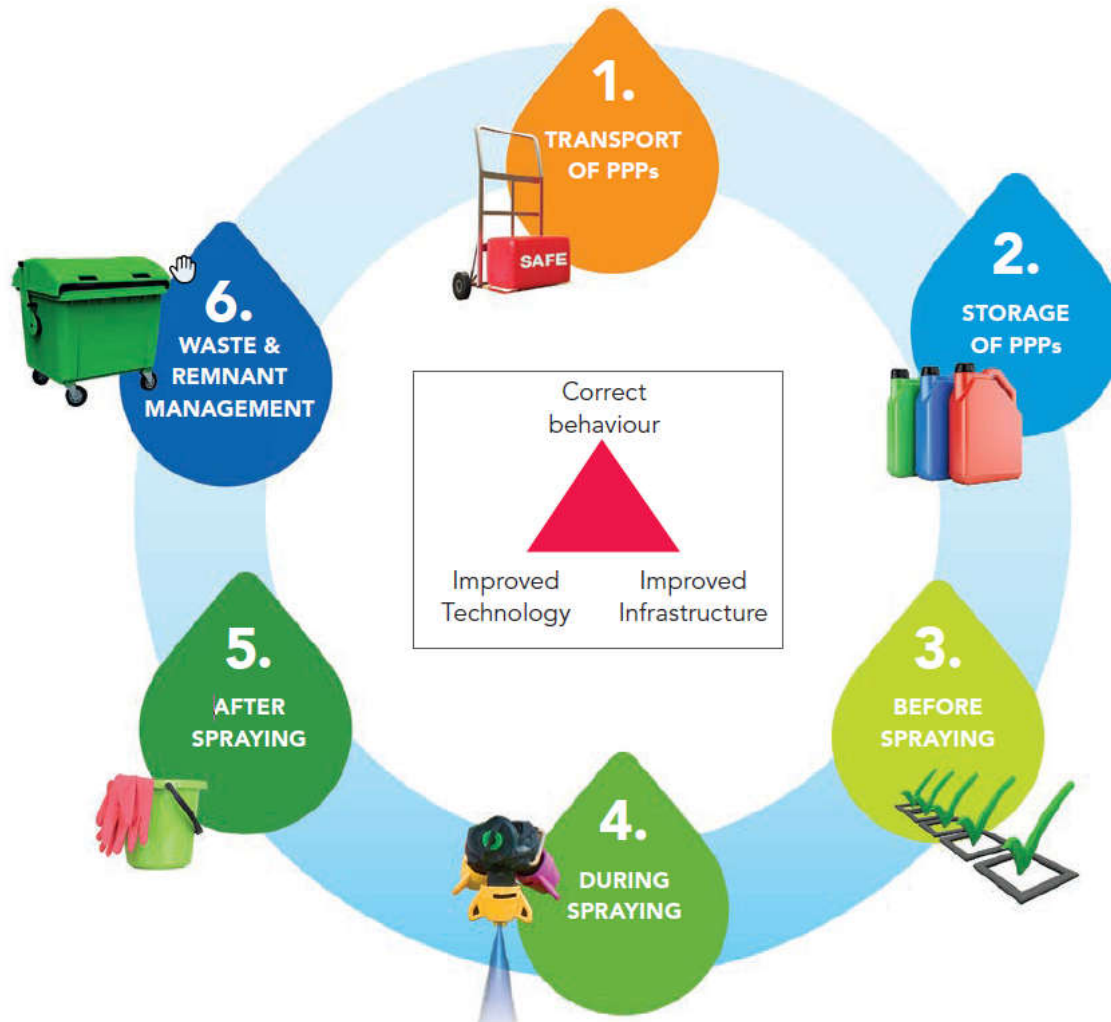 1.
TRANSPORT
OF PPPs
SAFE
2.
STORAGE
OF PPPs
3.
BEFORE
SPRAYING
4.
DURING
SPRAYING
5.
AFTER
SPRAYING
6.
WASTE &
REMNANT
MANAGEMENT
Correct
behaviour
Improved
Technology
Improved
Infrastructure